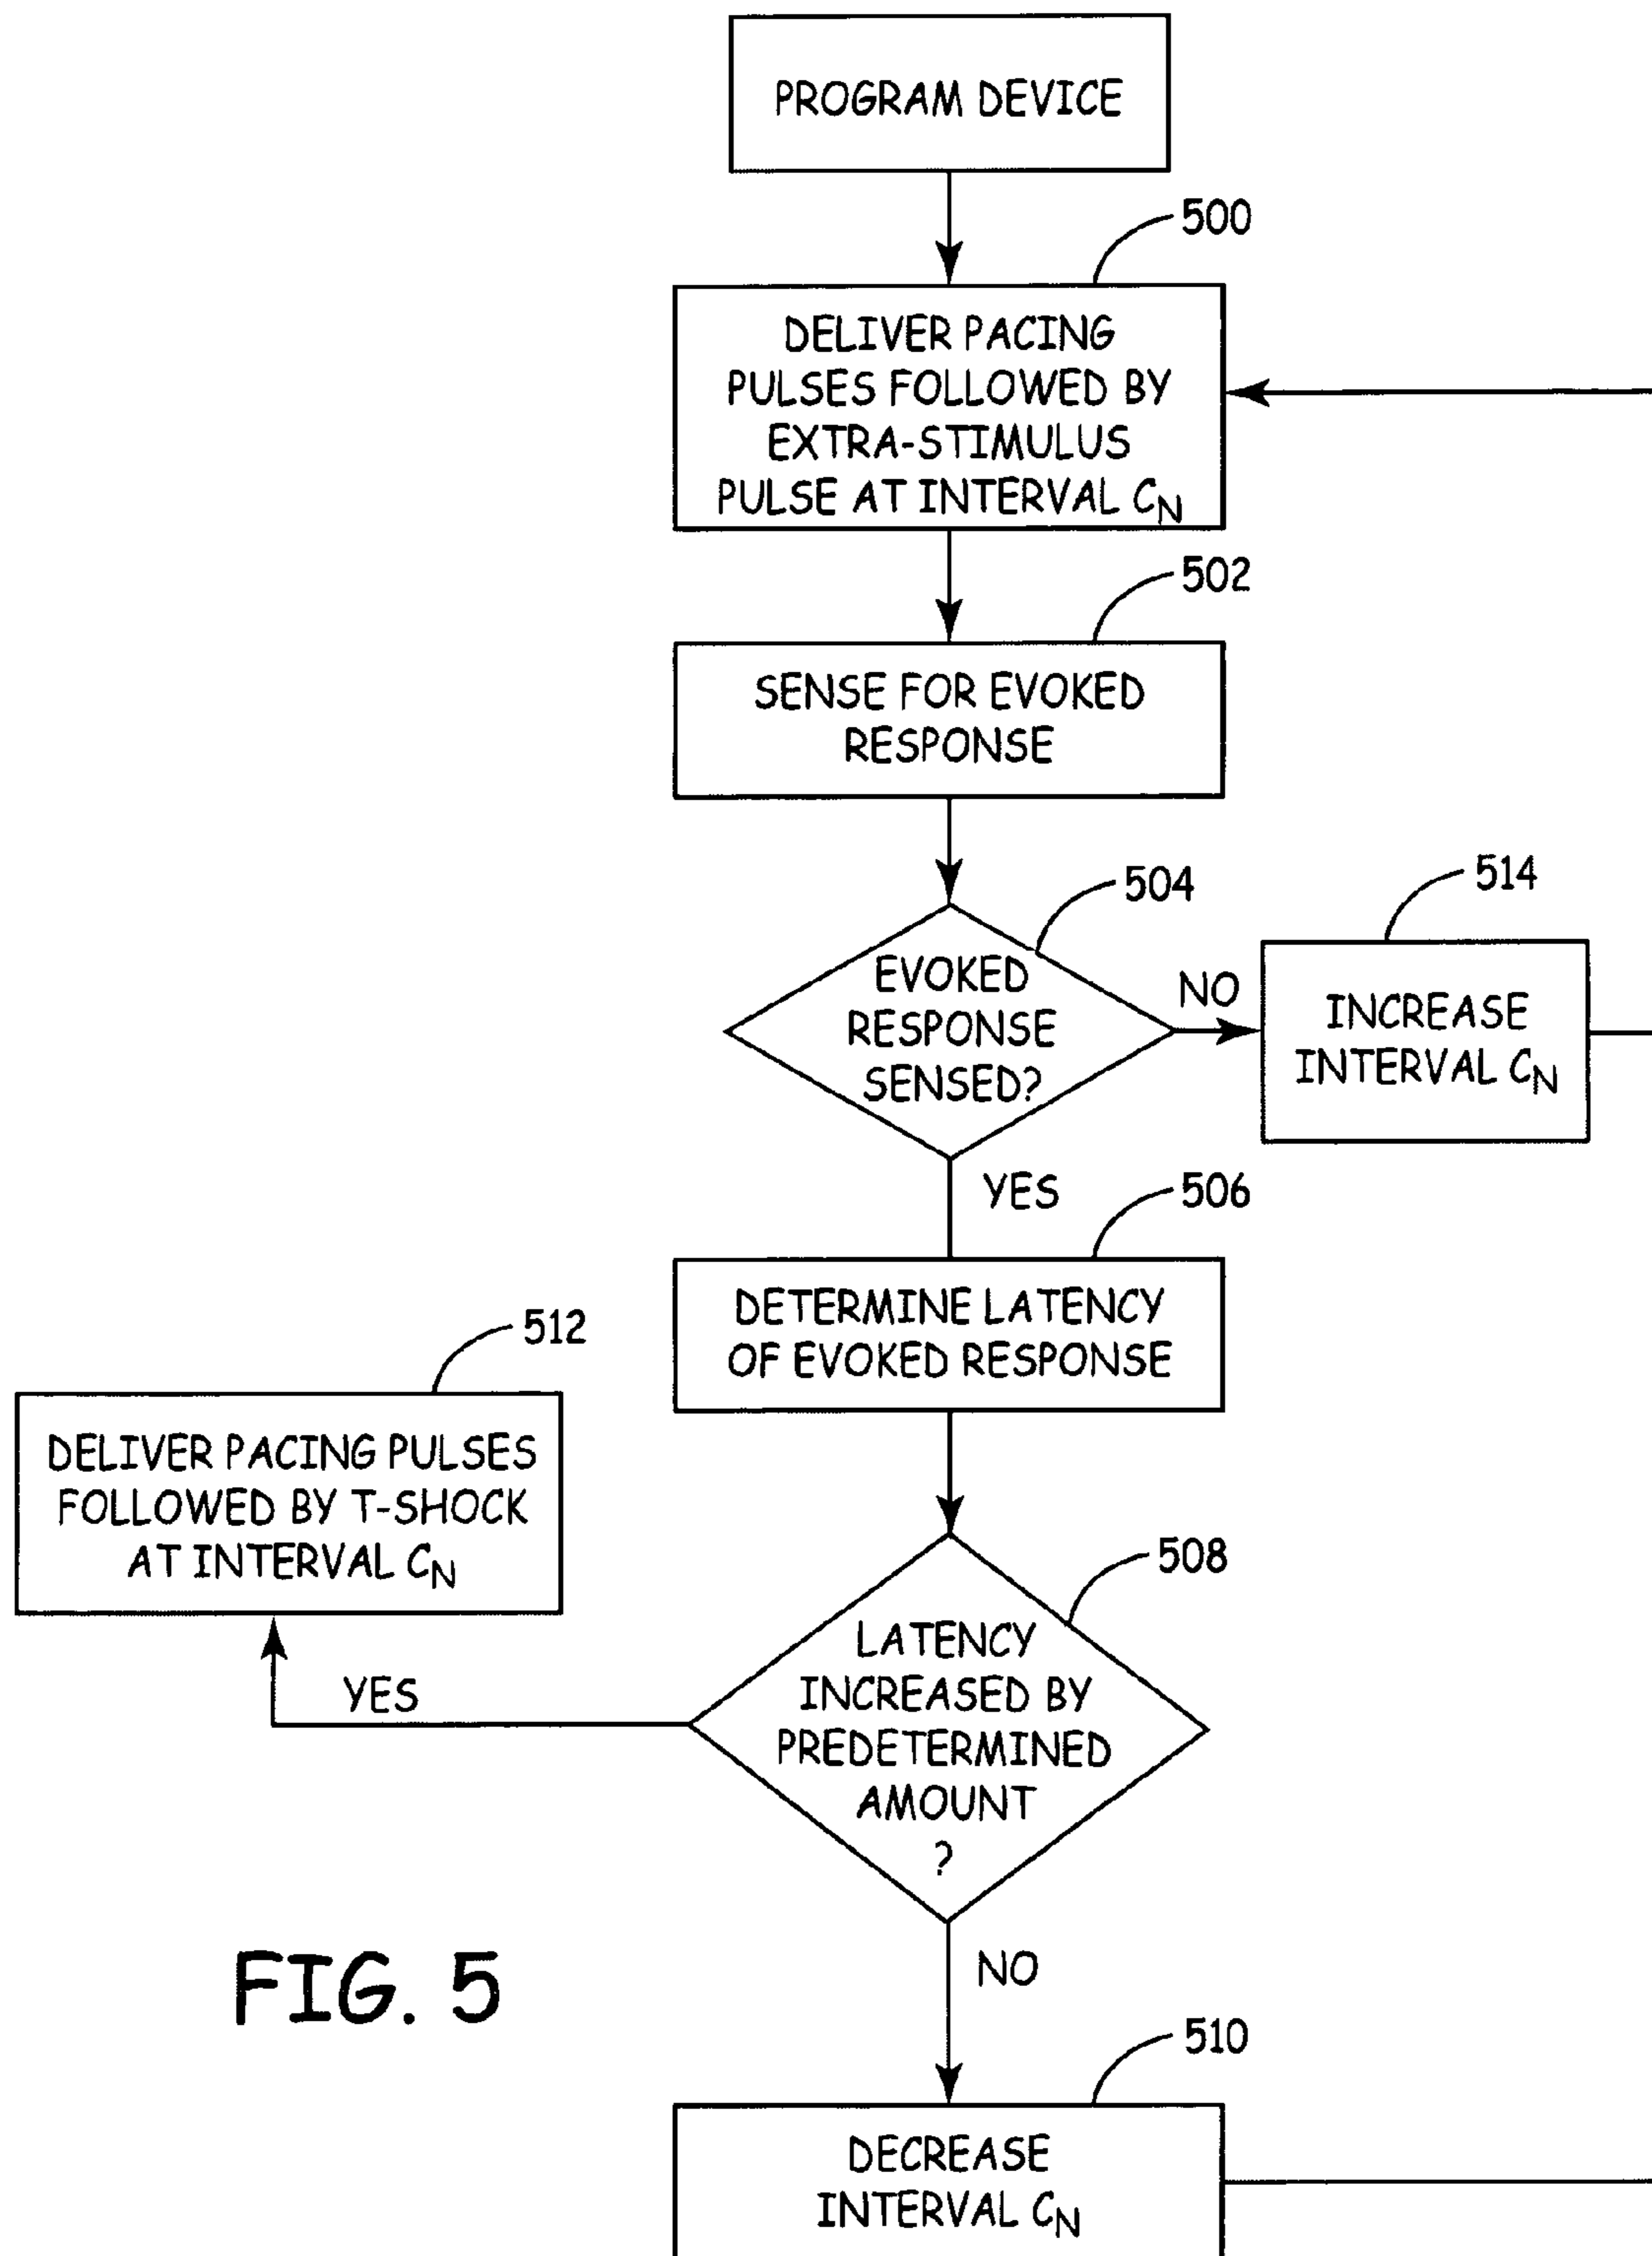 PROGRAM DEVICE
500
DELIVER PACING
PULSES FOLLOWED BY
EXTRA-STIMULUS
PULSE AT INTERVAL CN
502
SENSE FOR EVOKED
RESPONSE
504
EVOKED
RESPONSE
SENSED?
NO
514
INCREASE
INTERVAL CN
YES
506
DETERMINE LATENCY
OF EVOKED RESPONSE
512
DELIVER PACING PULSES
FOLLOWED BY T-SHOCK
AT INTERVAL CN
508
LATENCY
INCREASED BY
PREDETERMINED
AMOUNT
?
YES
NO
FIG. 5
510
DECREASE
INTERVAL CN